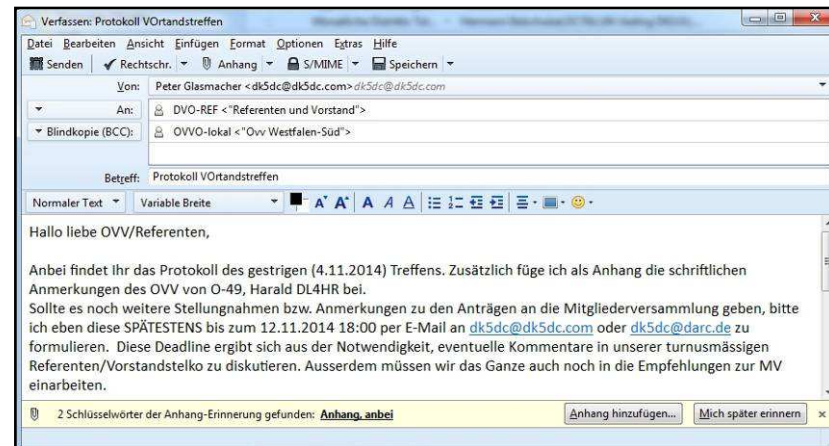 Verfassen: Protokoll VOrtandstreffen
Datei Bearbeiten Ansicht Einfügen Format Optionen Extras Hilfe
Senden Rechtschr. Anhang S/MIME Speichern
Von: Peter Glasmacher <dk5dc@dk5dc.com> dk5dc@dk5dc.com
An: DVO-REF <"Referenten und Vorstand">
Blindkopie (BCC): OVVO-lokal <"Ovv Westfalen-Süd">
Betreff: Protokoll VOrtandstreffen
Normaler Text Variable Breite
Hallo liebe OVV/Referenten,
Anbei findet Ihr das Protokoll des gestrigen (4.11.2014) Treffens. Zusätzlich füge ich als Anhang die schriftlichen
Anmerkungen des OVV von O-49, Harald DL4HR bei.
Sollte es noch weitere Stellungnahmen bzw. Anmerkungen zu den Anträgen an die Mitgliederversammlung geben, bitte
ich eben diese SPÄTESTENS bis zum 12.11.2014 18:00 per E-Mail an dk5dc@dk5dc.com oder dk5dc@darc.de zu
formulieren. Diese Deadline ergibt sich aus der Notwendigkeit, eventuelle Kommentare in unserer turnusmässigen
Referenten/Vorstandstelko zu diskutieren. Ausserdem müssen wir das Ganze auch noch in die Empfehlungen zur MV
einarbeiten.
2 Schlüsselwörter der Anhang-Erinnerung gefunden: Anhang, anbei Anhang hinzufügen... Mich später erinnern